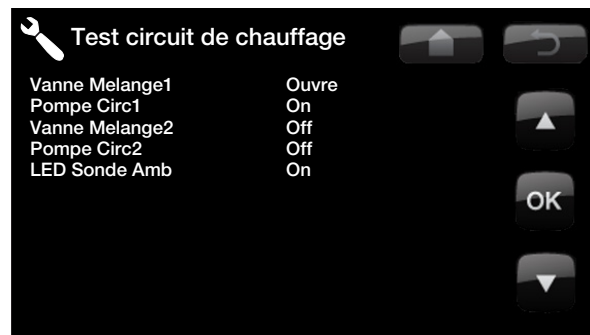 Test circuit de chauffage
Vanne Melange1 Ouvre
Pompe Circ1 On
Vanne Melange2 Off
Pompe Circ2 Off
LED Sonde Amb On
OK